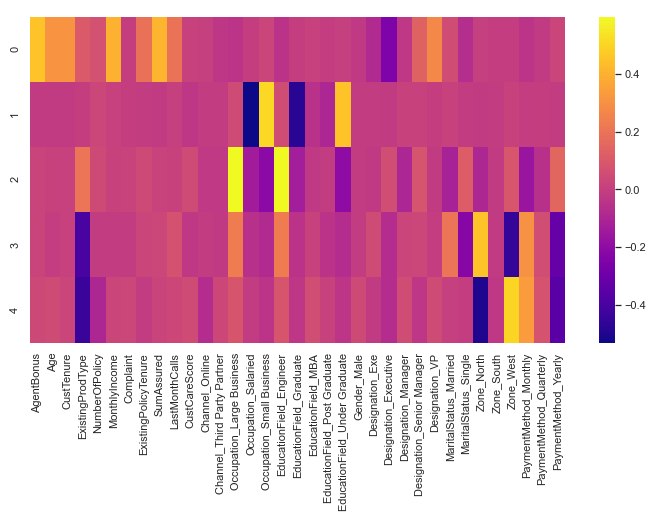 0
1
2
3
4
0.4
0.2
0.0
−0.2
−0.4
AgentBonus
Age
CustTenure
ExistingProdType
NumberOfPolicy
MonthlyIncome
Complaint
ExistingPolicyTenure
SumAssured
LastMonthCalls
CustCareScore
Channel_Online
Channel_Third Party Partner
Occupation_Large Business
Occupation_Salaried
Occupation_Small Business
EducationField_Engineer
EducationField_Graduate
EducationField_MBA
EducationField_Post Graduate
EducationField_Under Graduate
Gender_Male
Designation_Exe
Designation_Executive
Designation_Manager
Designation_Senior Manager
Designation_VP
MaritalStatus_Married
MaritalStatus_Single
Zone_North
Zone_South
Zone_West
PaymentMethod_Monthly
PaymentMethod_Quarterly
PaymentMethod_Yearly